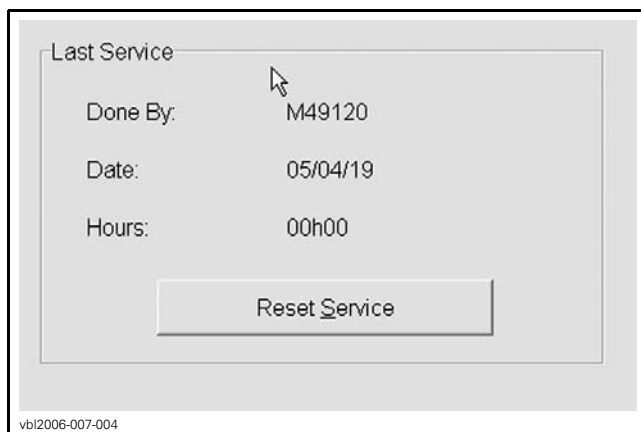 Last Service
Done By: M49120
Date: 05/04/19
Hours: 00h00
Reset Service
vbl2006-007-004